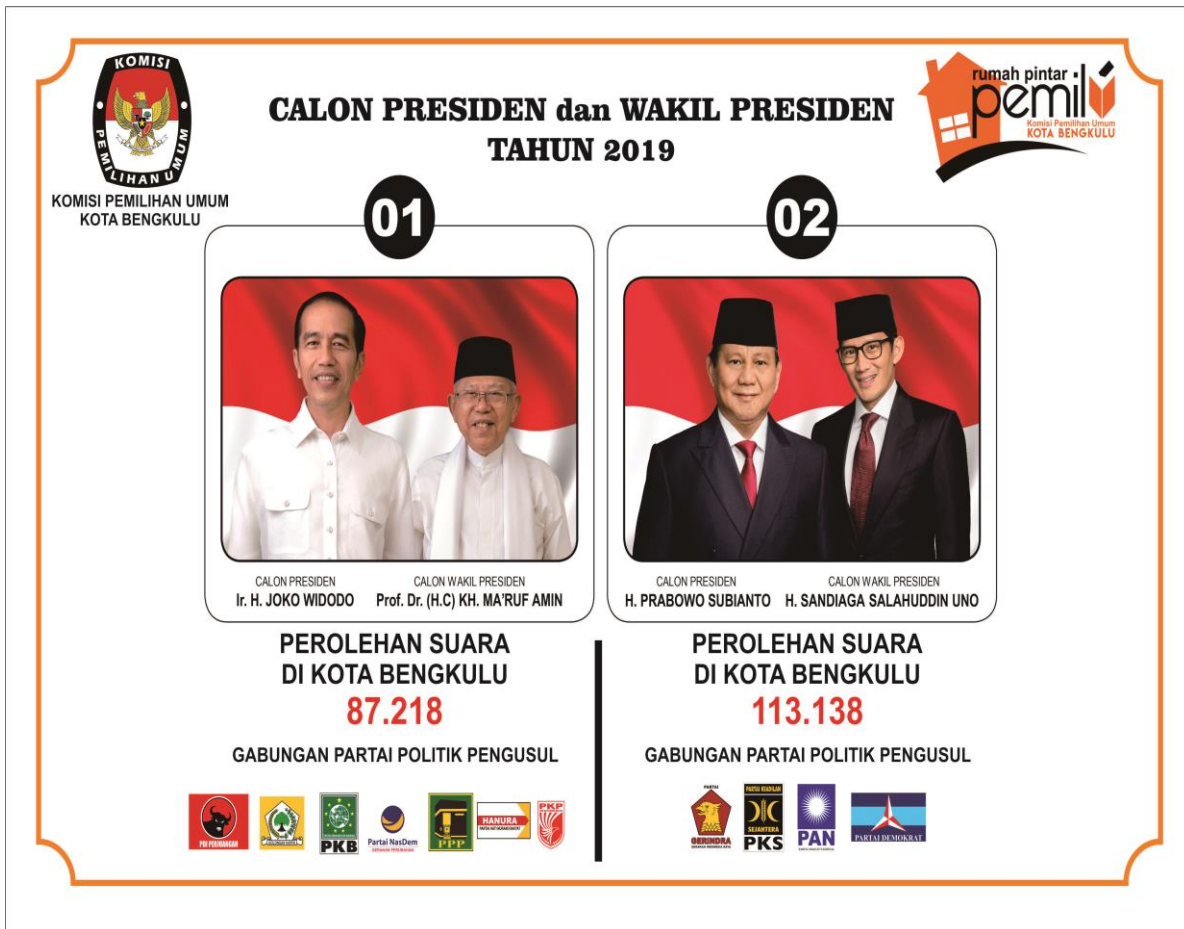 KOMISI
PEMILIHAN UMUM
KOMISI PEMILIHAN UMUM
KOTA BENGKULU
CALON PRESIDEN dan WAKIL PRESIDEN
TAHUN 2019
rumah pintar
pemilu
Komisi Pemilihan Umum
KOTA BENGKULU
01
CALON PRESIDEN
Ir. H. JOKO WIDODO
CALON WAKIL PRESIDEN
Prof. Dr. (H.C) KH. MA'RUF AMIN
02
CALON PRESIDEN
H. PRABOWO SUBIANTO
CALON WAKIL PRESIDEN
H. SANDIAGA SALAHUDDIN UNO
PEROLEHAN SUARA
DI KOTA BENGKULU
87.218
GABUNGAN PARTAI POLITIK PENGUSUL
PDI PERJUANGAN
PKB
Partai NasDem
PPP
HANURA
PKP
PEROLEHAN SUARA
DI KOTA BENGKULU
113.138
GABUNGAN PARTAI POLITIK PENGUSUL
PARTAI
GERINDRA
PARTAI KEADILAN
SEJAHTERA
PKS
PAN
PARTAI DEMOKRAT